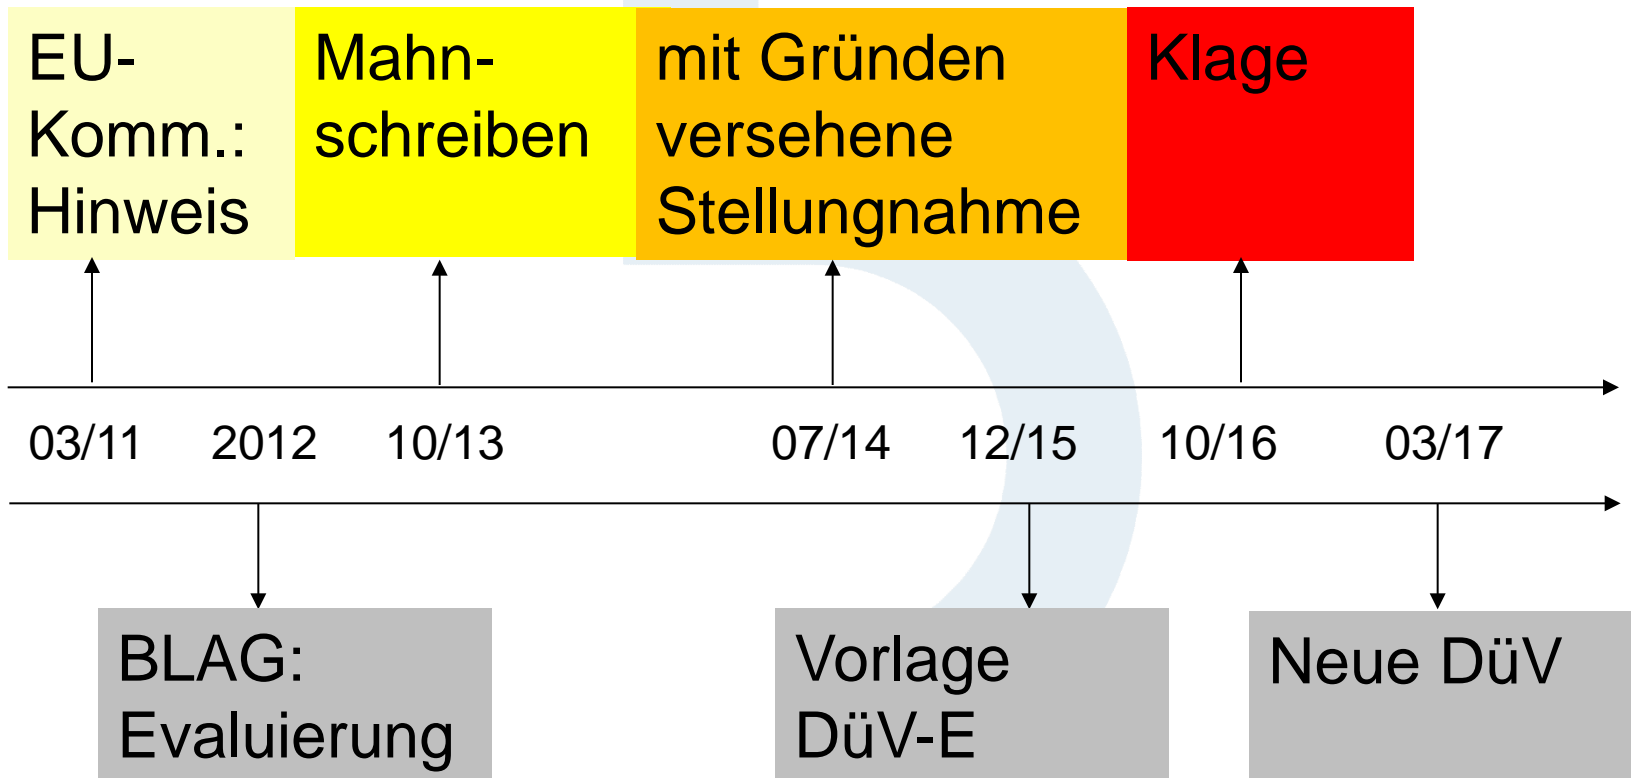 EU-
Komm.:
Hinweis
Mahn-
schreiben
mit Gründen
versehene
Stellungnahme
Klage
03/11
2012
10/13
07/14
12/15
10/16
03/17
BLAG:
Evaluierung
Vorlage
DüV-E
Neue DüV